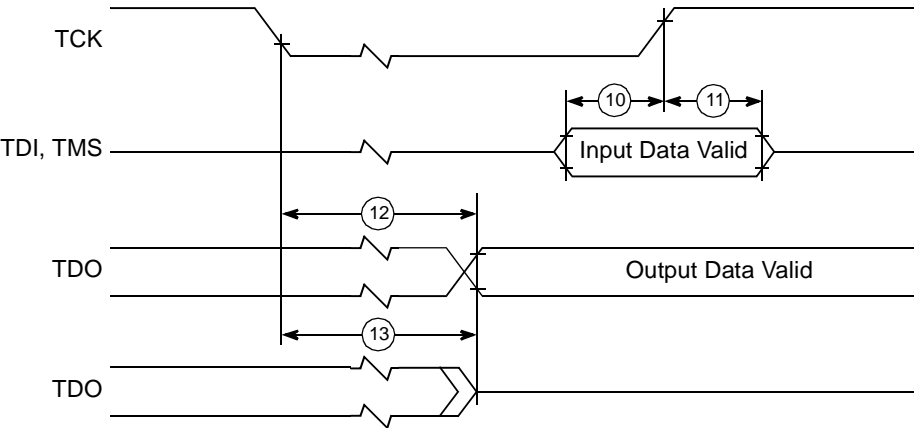 TCK
10
11
TDI, TMS
Input Data Valid
12
TDO
Output Data Valid
13
TDO